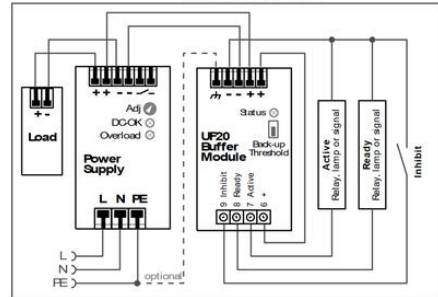 + + - - -
- - + +
+ -
Load
Adj
DC-OK
Overload
Power
Supply
L N PE
Status
UF20
Buffer
Module
Back-up
Threshold
9 Inhibit
8 Ready
7 Active
6 +
Active
Relay, lamp or signal
Ready
Relay, lamp or signal
Inhibit
L
N
PE
optional